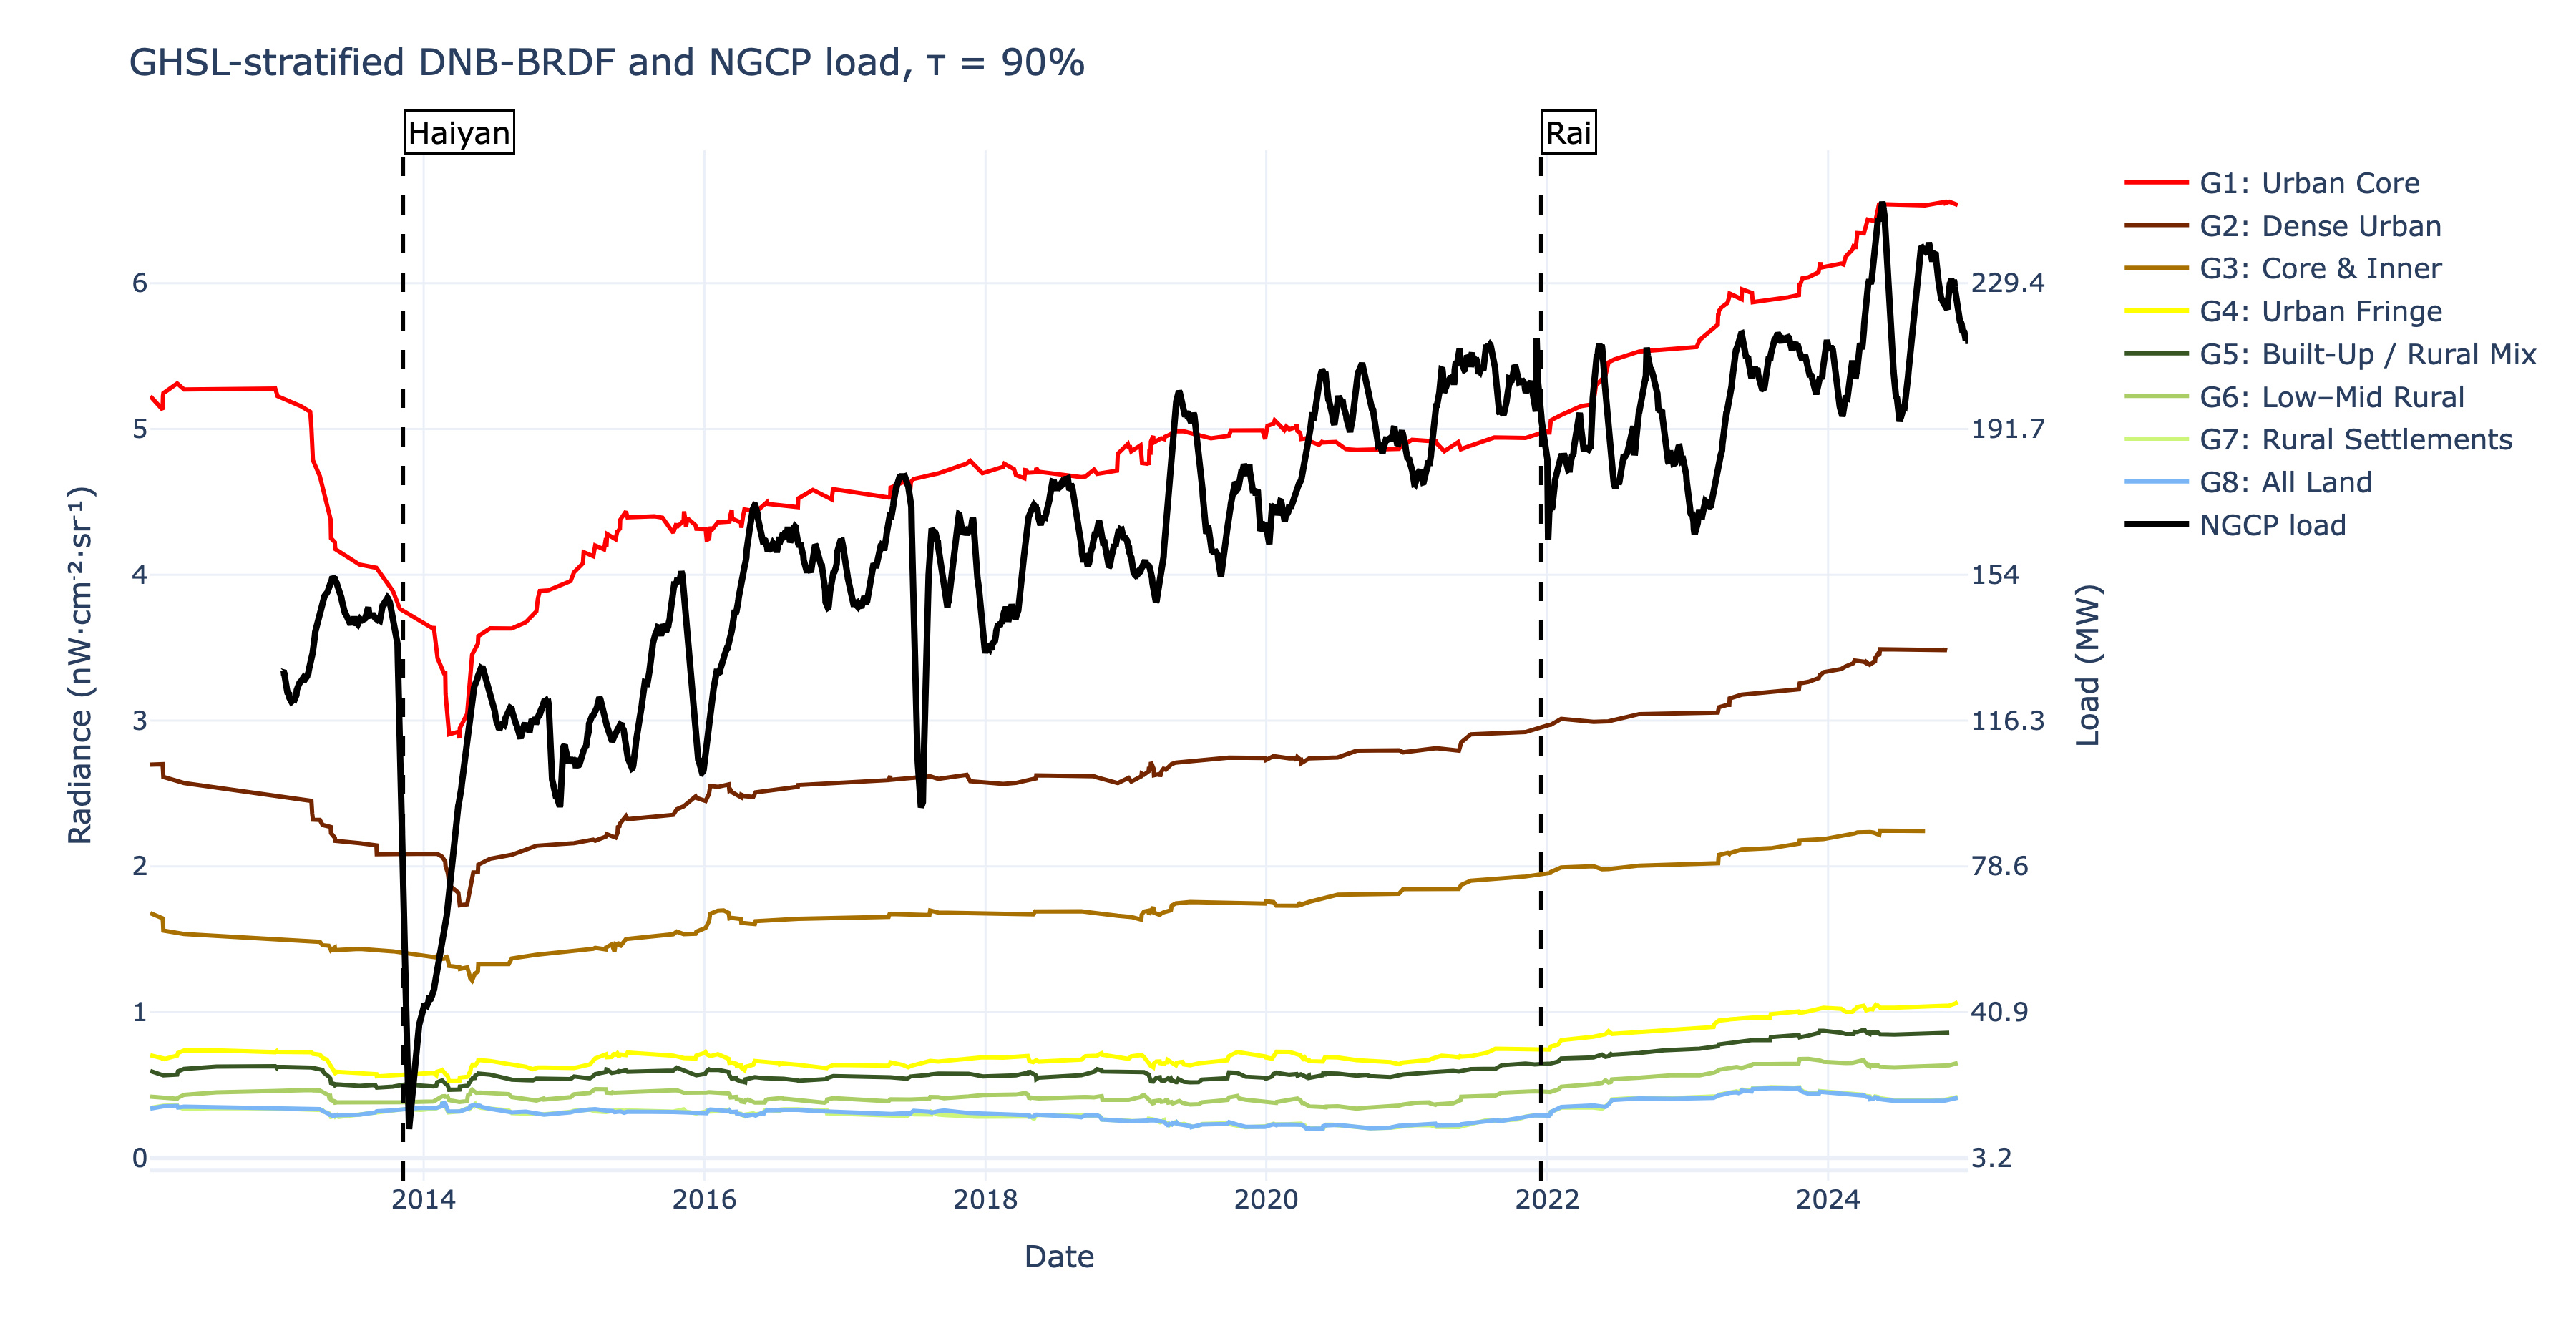 GHSL-stratified DNB-BRDF and NGCP load, τ = 90%
Haiyan
Rai
G1: Urban Core
G2: Dense Urban
G3: Core & Inner
G4: Urban Fringe
G5: Built-Up / Rural Mix
G6: Low–Mid Rural
G7: Rural Settlements
G8: All Land
NGCP load
Radiance (nW·cm⁻²·sr⁻¹)
6
5
4
3
2
1
0
229.4
191.7
154
116.3
78.6
40.9
3.2
Load (MW)
2014
2016
2018
2020
2022
2024
Date